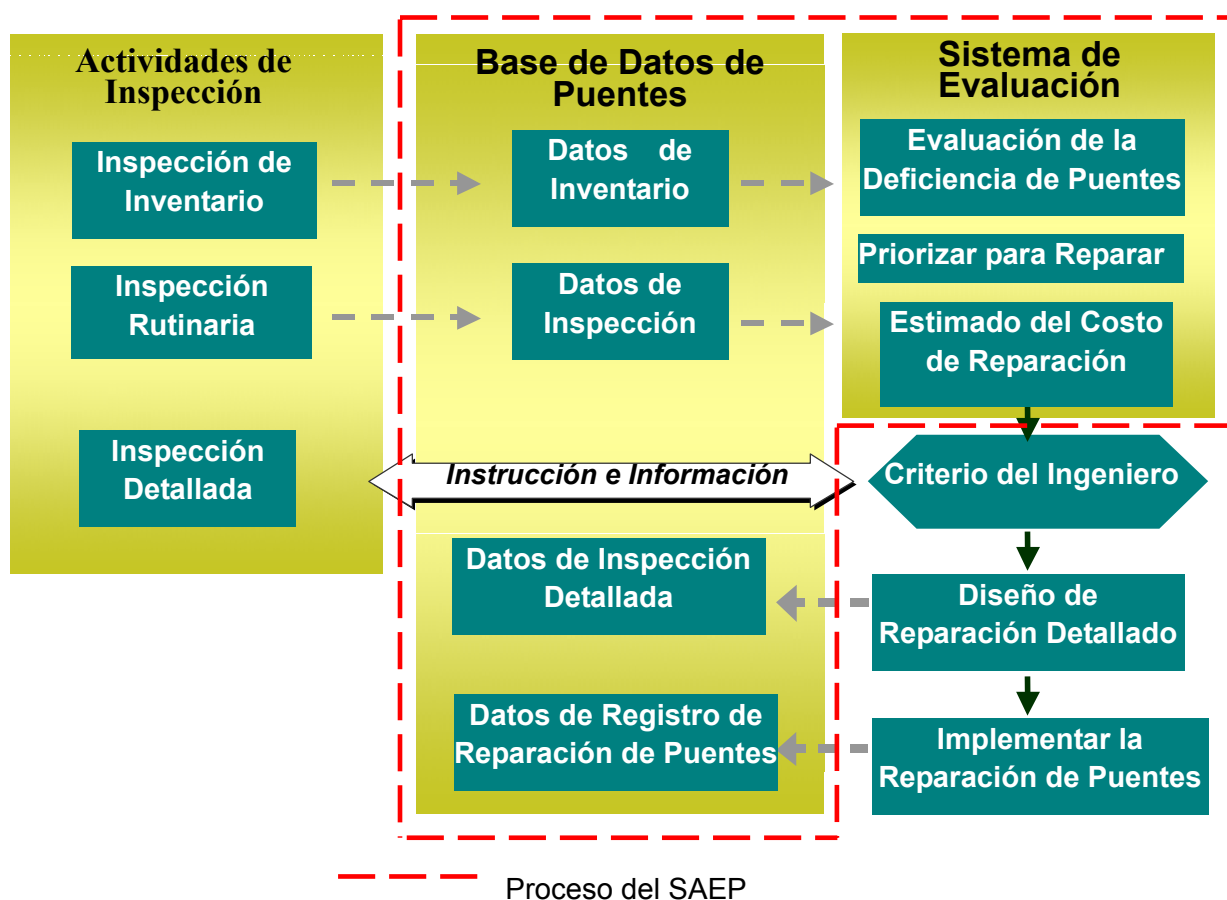 Actividades de
Inspección
Inspección de
Inventario
Inspección
Rutinaria
Inspección
Detallada
Base de Datos de
Puentes
Datos de
Inventario
Datos de
Inspección
Instrucción e Información
Datos de Inspección
Detallada
Datos de Registro de
Reparación de Puentes
Sistema de
Evaluación
Evaluación de la
Deficiencia de Puentes
Priorizar para Reparar
Estimado del Costo
de Reparación
Criterio del Ingeniero
Diseño de
Reparación Detallado
Implementar la
Reparación de Puentes
Proceso del SAEP